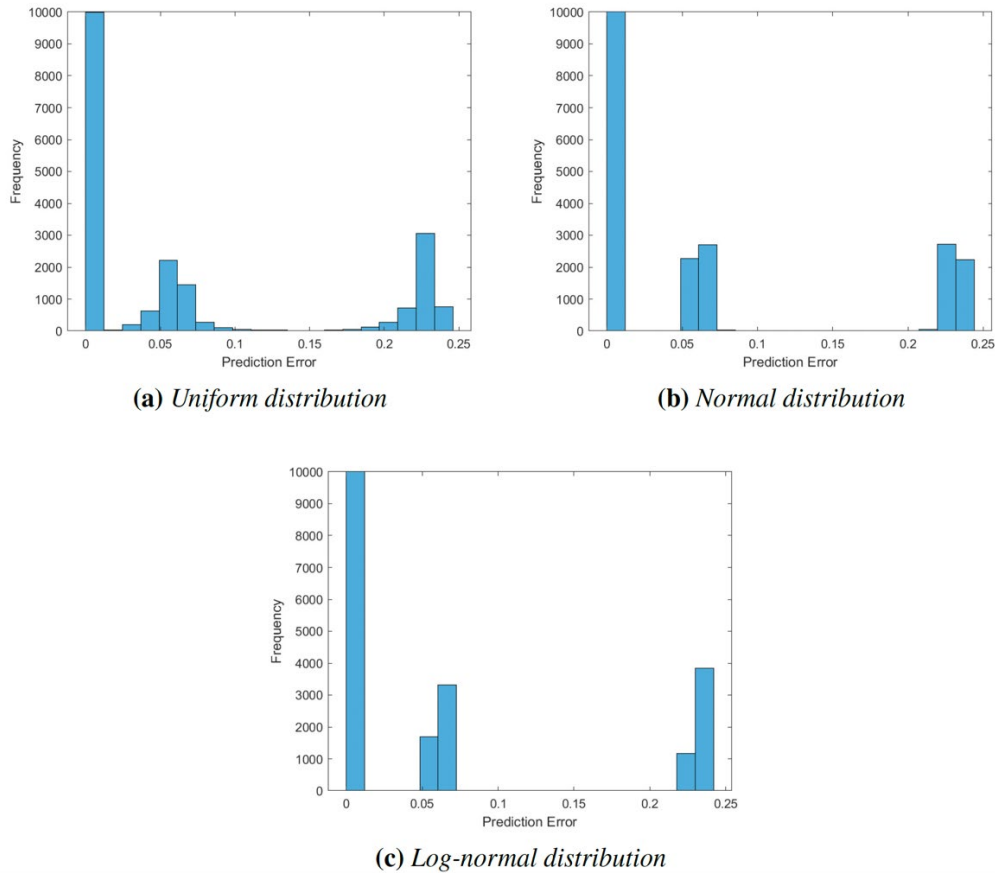 10000
9000
8000
7000
6000
5000
4000
3000
2000
1000
0
Frequency
0 0.05 0.1 0.15 0.2 0.25
Prediction Error
(a) Uniform distribution
10000
9000
8000
7000
6000
5000
4000
3000
2000
1000
0
Frequency
0 0.05 0.1 0.15 0.2 0.25
Prediction Error
(b) Normal distribution
10000
9000
8000
7000
6000
5000
4000
3000
2000
1000
0
Frequency
0 0.05 0.1 0.15 0.2 0.25
Prediction Error
(c) Log-normal distribution